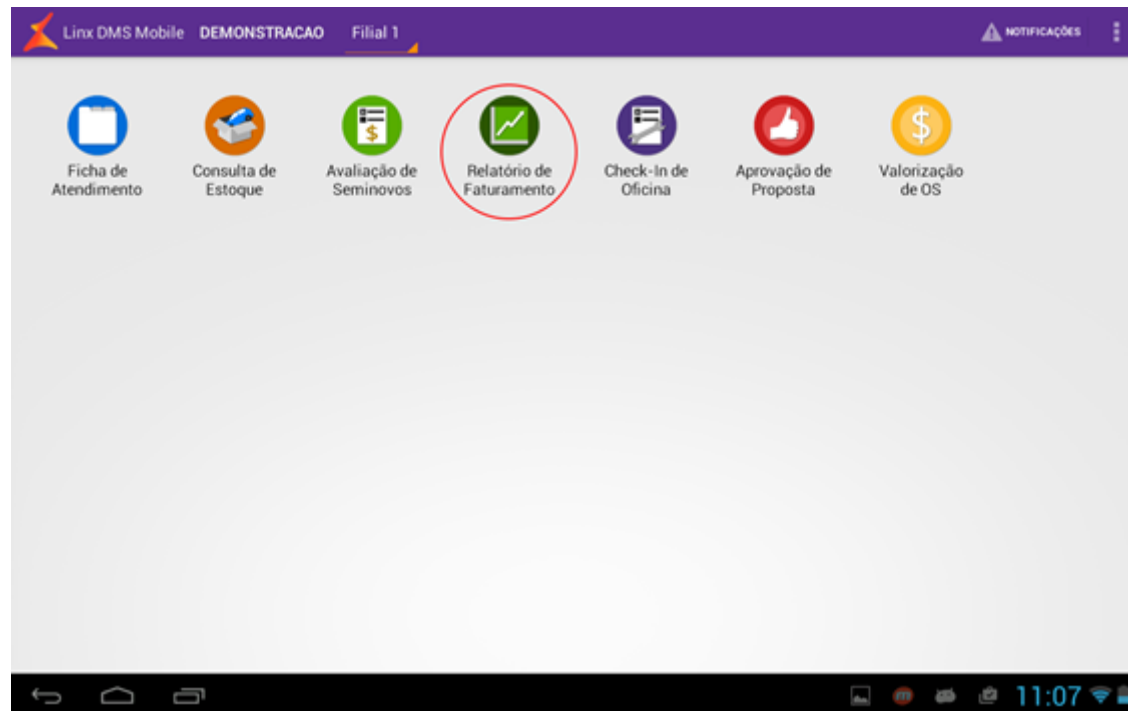 Linx DMS Mobile DEMONSTRACAO Filial 1 NOTIFICAÇÕES
Ficha de Atendimento
Consulta de Estoque
Avaliação de Seminovos
Relatório de Faturamento
Check-In de Oficina
Aprovação de Proposta
Valorização de OS
11:07